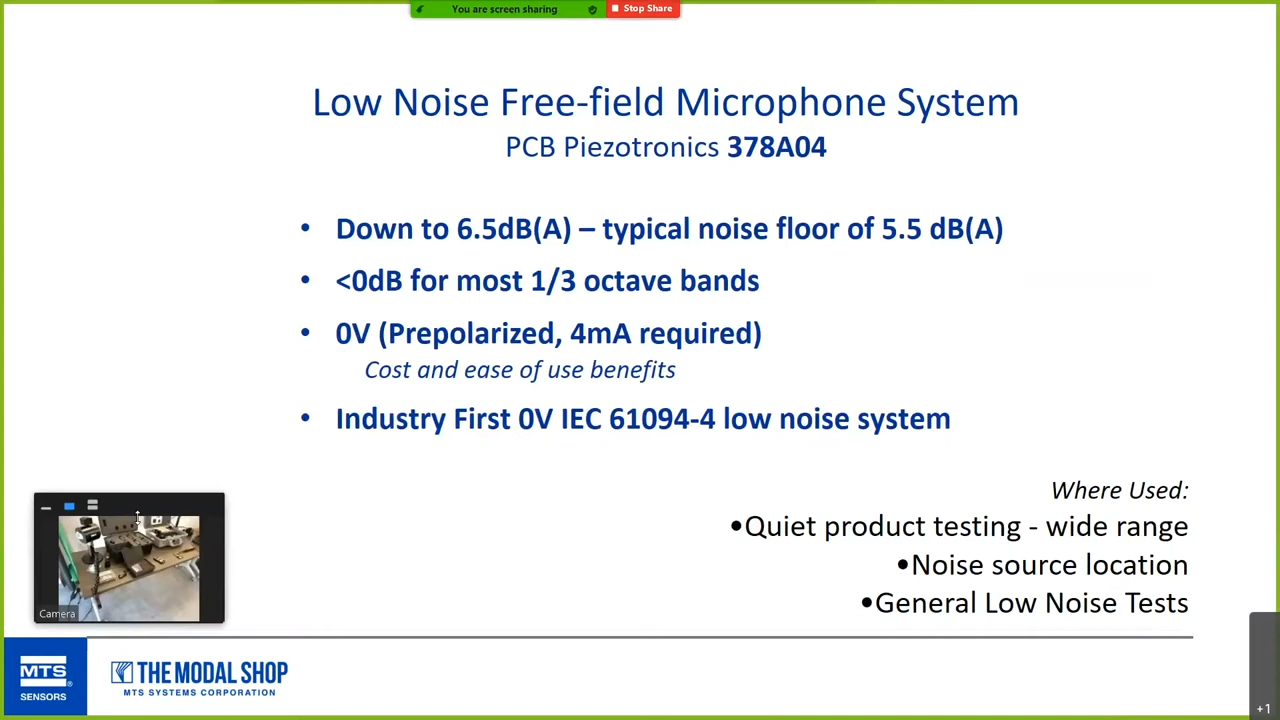 You are screen sharing
Stop Share
Low Noise Free-field Microphone System
PCB Piezotronics 378A04
• Down to 6.5dB(A) – typical noise floor of 5.5 dB(A)
• <0dB for most 1/3 octave bands
• 0V (Prepolarized, 4mA required)
Cost and ease of use benefits
• Industry First 0V IEC 61094-4 low noise system
Where Used:
•Quiet product testing - wide range
•Noise source location
•General Low Noise Tests
Camera
MTS®
SENSORS
THE MODAL SHOP
MTS SYSTEMS CORPORATION
+1